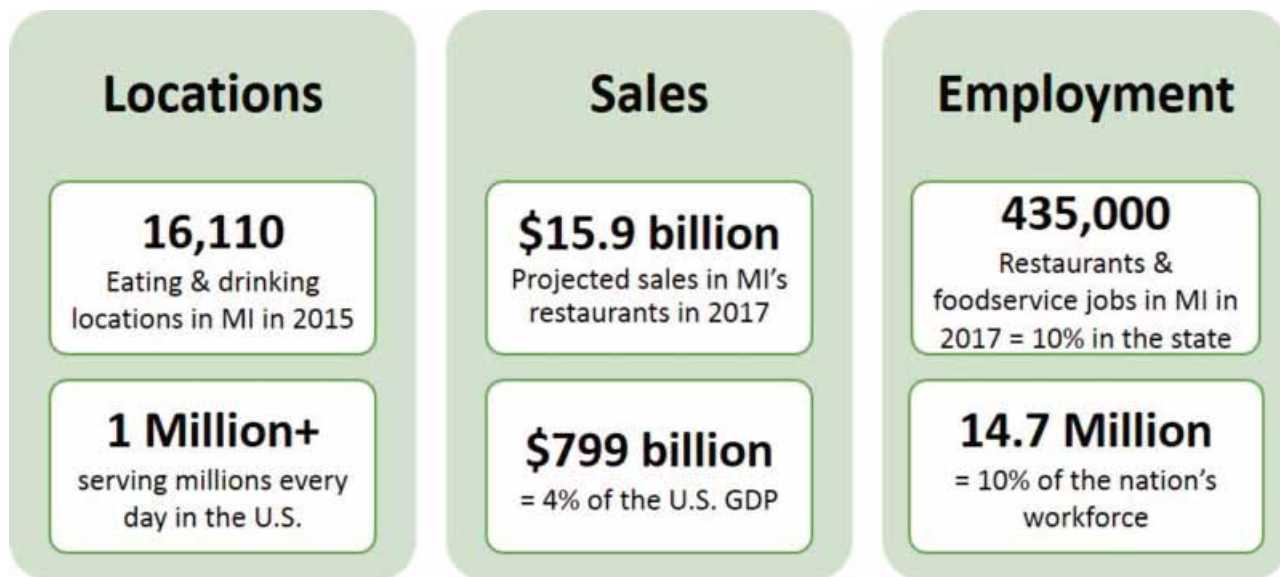 Locations
16,110
Eating & drinking
locations in MI in 2015
1 Million+
serving millions every
day in the U.S.
Sales
$15.9 billion
Projected sales in MI's
restaurants in 2017
$799 billion
= 4% of the U.S. GDP
Employment
435,000
Restaurants &
foodservice jobs in MI in
2017 = 10% in the state
14.7 Million
= 10% of the nation's
workforce